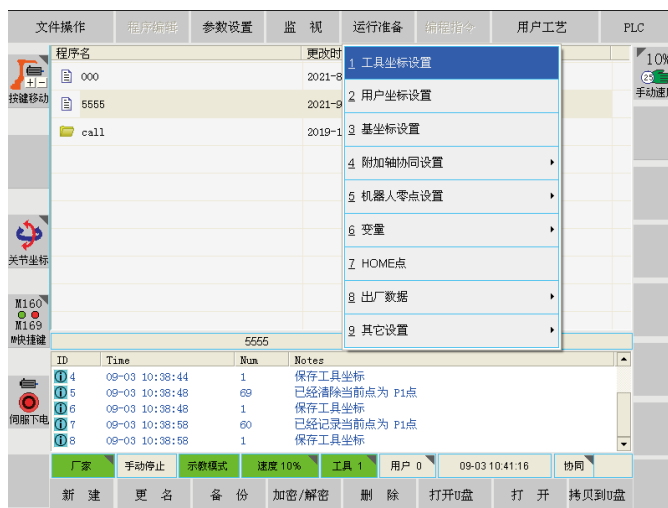 文件操作 程序编辑 参数设置 监 视 运行准备 编程指令 用户工艺 PLC
程序名 更改时
000 2021-8
5555 2021-9
call 2019-1
按键移动
关节坐标
M160
M169
M快捷键
伺服下电
10%
手动速
1 工具坐标设置
2 用户坐标设置
3 基坐标设置
4 附加轴协同设置
5 机器人零点设置
6 变量
7 HOME点
8 出厂数据
9 其它设置
5555
ID Time Num Notes
4 09-03 10:38:44 1 保存工具坐标
5 09-03 10:38:48 69 已经清除当前点为 P1点
6 09-03 10:38:48 1 保存工具坐标
7 09-03 10:38:58 60 已经记录当前点为 P1点
8 09-03 10:38:58 1 保存工具坐标
厂家 手动停止 示教模式 速度 10% 工具 1 用户 0 09-03 10:41:16 协同
新 建 更 名 备 份 加密/解密 删 除 打开U盘 打 开 拷贝到U盘